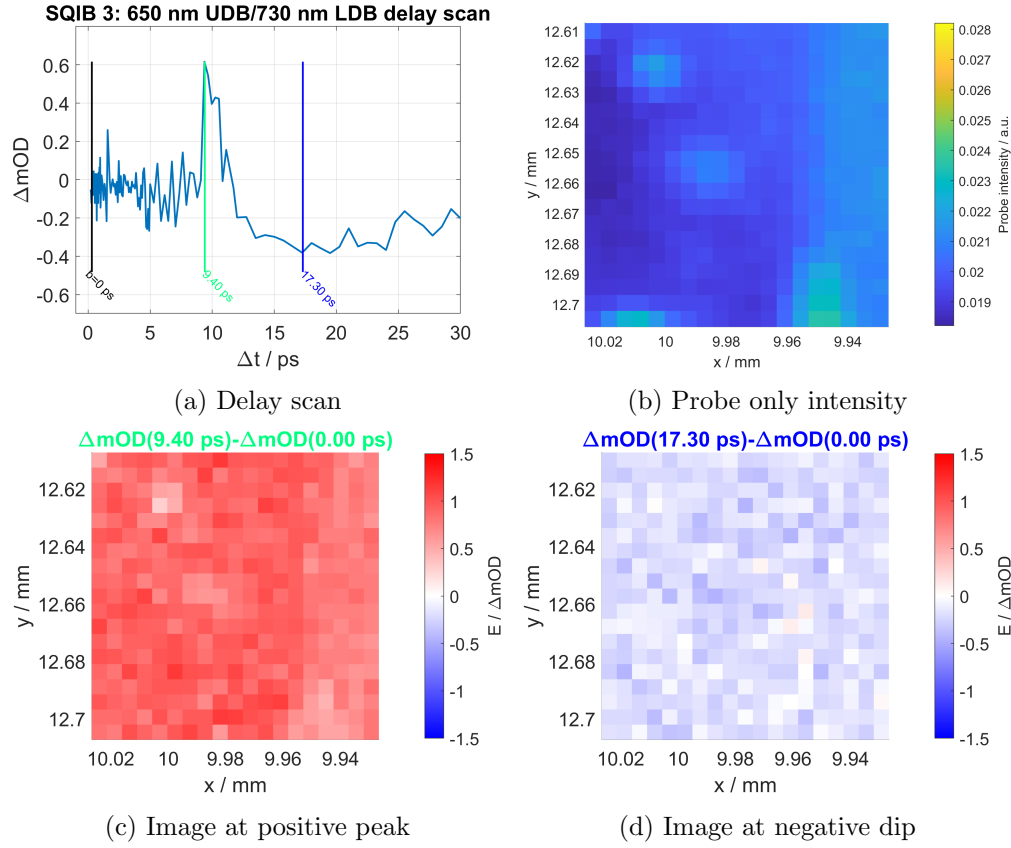 SQIB 3: 650 nm UDB/730 nm LDB delay scan
ΔmOD
0.6
0.4
0.2
0
-0.2
-0.4
-0.6
t=0 ps
9.40 ps
17.30 ps
0 5 10 15 20 25 30
Δt / ps
(a) Delay scan
y / mm
12.61
12.62
12.63
12.64
12.65
12.66
12.67
12.68
12.69
12.7
10.02 10 9.98 9.96 9.94
x / mm
0.028
0.027
0.026
0.025
0.024
0.023
0.022
0.021
0.02
0.019
Probe intensity / a.u.
(b) Probe only intensity
ΔmOD(9.40 ps)-ΔmOD(0.00 ps)
y / mm
12.62
12.64
12.66
12.68
12.7
10.02 10 9.98 9.96 9.94
x / mm
1.5
1
0.5
0
-0.5
-1
-1.5
E / ΔmOD
(c) Image at positive peak
ΔmOD(17.30 ps)-ΔmOD(0.00 ps)
y / mm
12.62
12.64
12.66
12.68
12.7
10.02 10 9.98 9.96 9.94
x / mm
1.5
1
0.5
0
-0.5
-1
-1.5
E / ΔmOD
(d) Image at negative dip